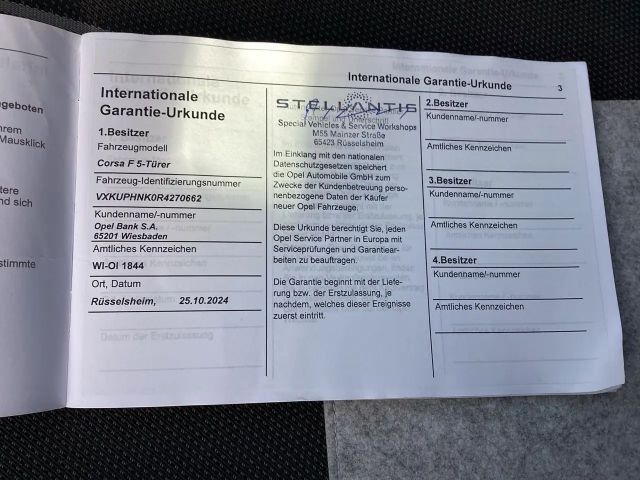 geboten
Mausklick
sich
stimmte
Internationale Garantie-Urkunde 3
Internationale
Garantie-Urkunde
1.Besitzer
Fahrzeugmodell
Corsa F 5-Türer
Fahrzeug-Identifizierungsnummer
VXKUPHNK0R4270662
Kundenname/-nummer
Opel Bank S.A.
65201 Wiesbaden
Amtliches Kennzeichen
WI-OI 1844
Ort, Datum
Rüsselsheim, 25.10.2024
Datum der Erstzulassung
STELLANTIS
Special Vehicles & Service Workshops
M55 Mainzer Straße
65423 Rüsselsheim
Im Einklang mit den nationalen
Datenschutzgesetzen speichert
die Opel Automobile GmbH zum
Zwecke der Kundenbetreuung perso-
nenbezogene Daten der Käufer
neuer Opel Fahrzeuge.
Diese Urkunde berechtigt Sie, jeden
Opel Service Partner in Europa mit
Serviceprüfungen und Garantiear-
beiten zu beauftragen.
Die Garantie beginnt mit der Liefe-
rung bzw. der Erstzulassung, je
nachdem, welches dieser Ereignisse
zuerst eintritt.
2.Besitzer
Kundenname/-nummer
Amtliches Kennzeichen
3.Besitzer
Kundenname/-nummer
Amtliches Kennzeichen
4.Besitzer
Kundenname/-nummer
Amtliches Kennzeichen